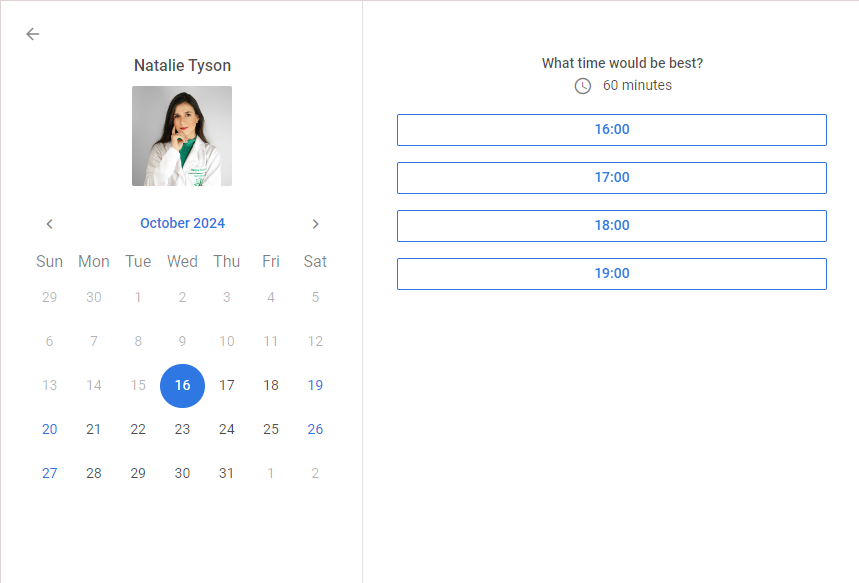 Natalie Tyson
October 2024
Sun Mon Tue Wed Thu Fri Sat
29 30 1 2 3 4 5
6 7 8 9 10 11 12
13 14 15 16 17 18 19
20 21 22 23 24 25 26
27 28 29 30 31 1 2
What time would be best?
60 minutes
16:00
17:00
18:00
19:00